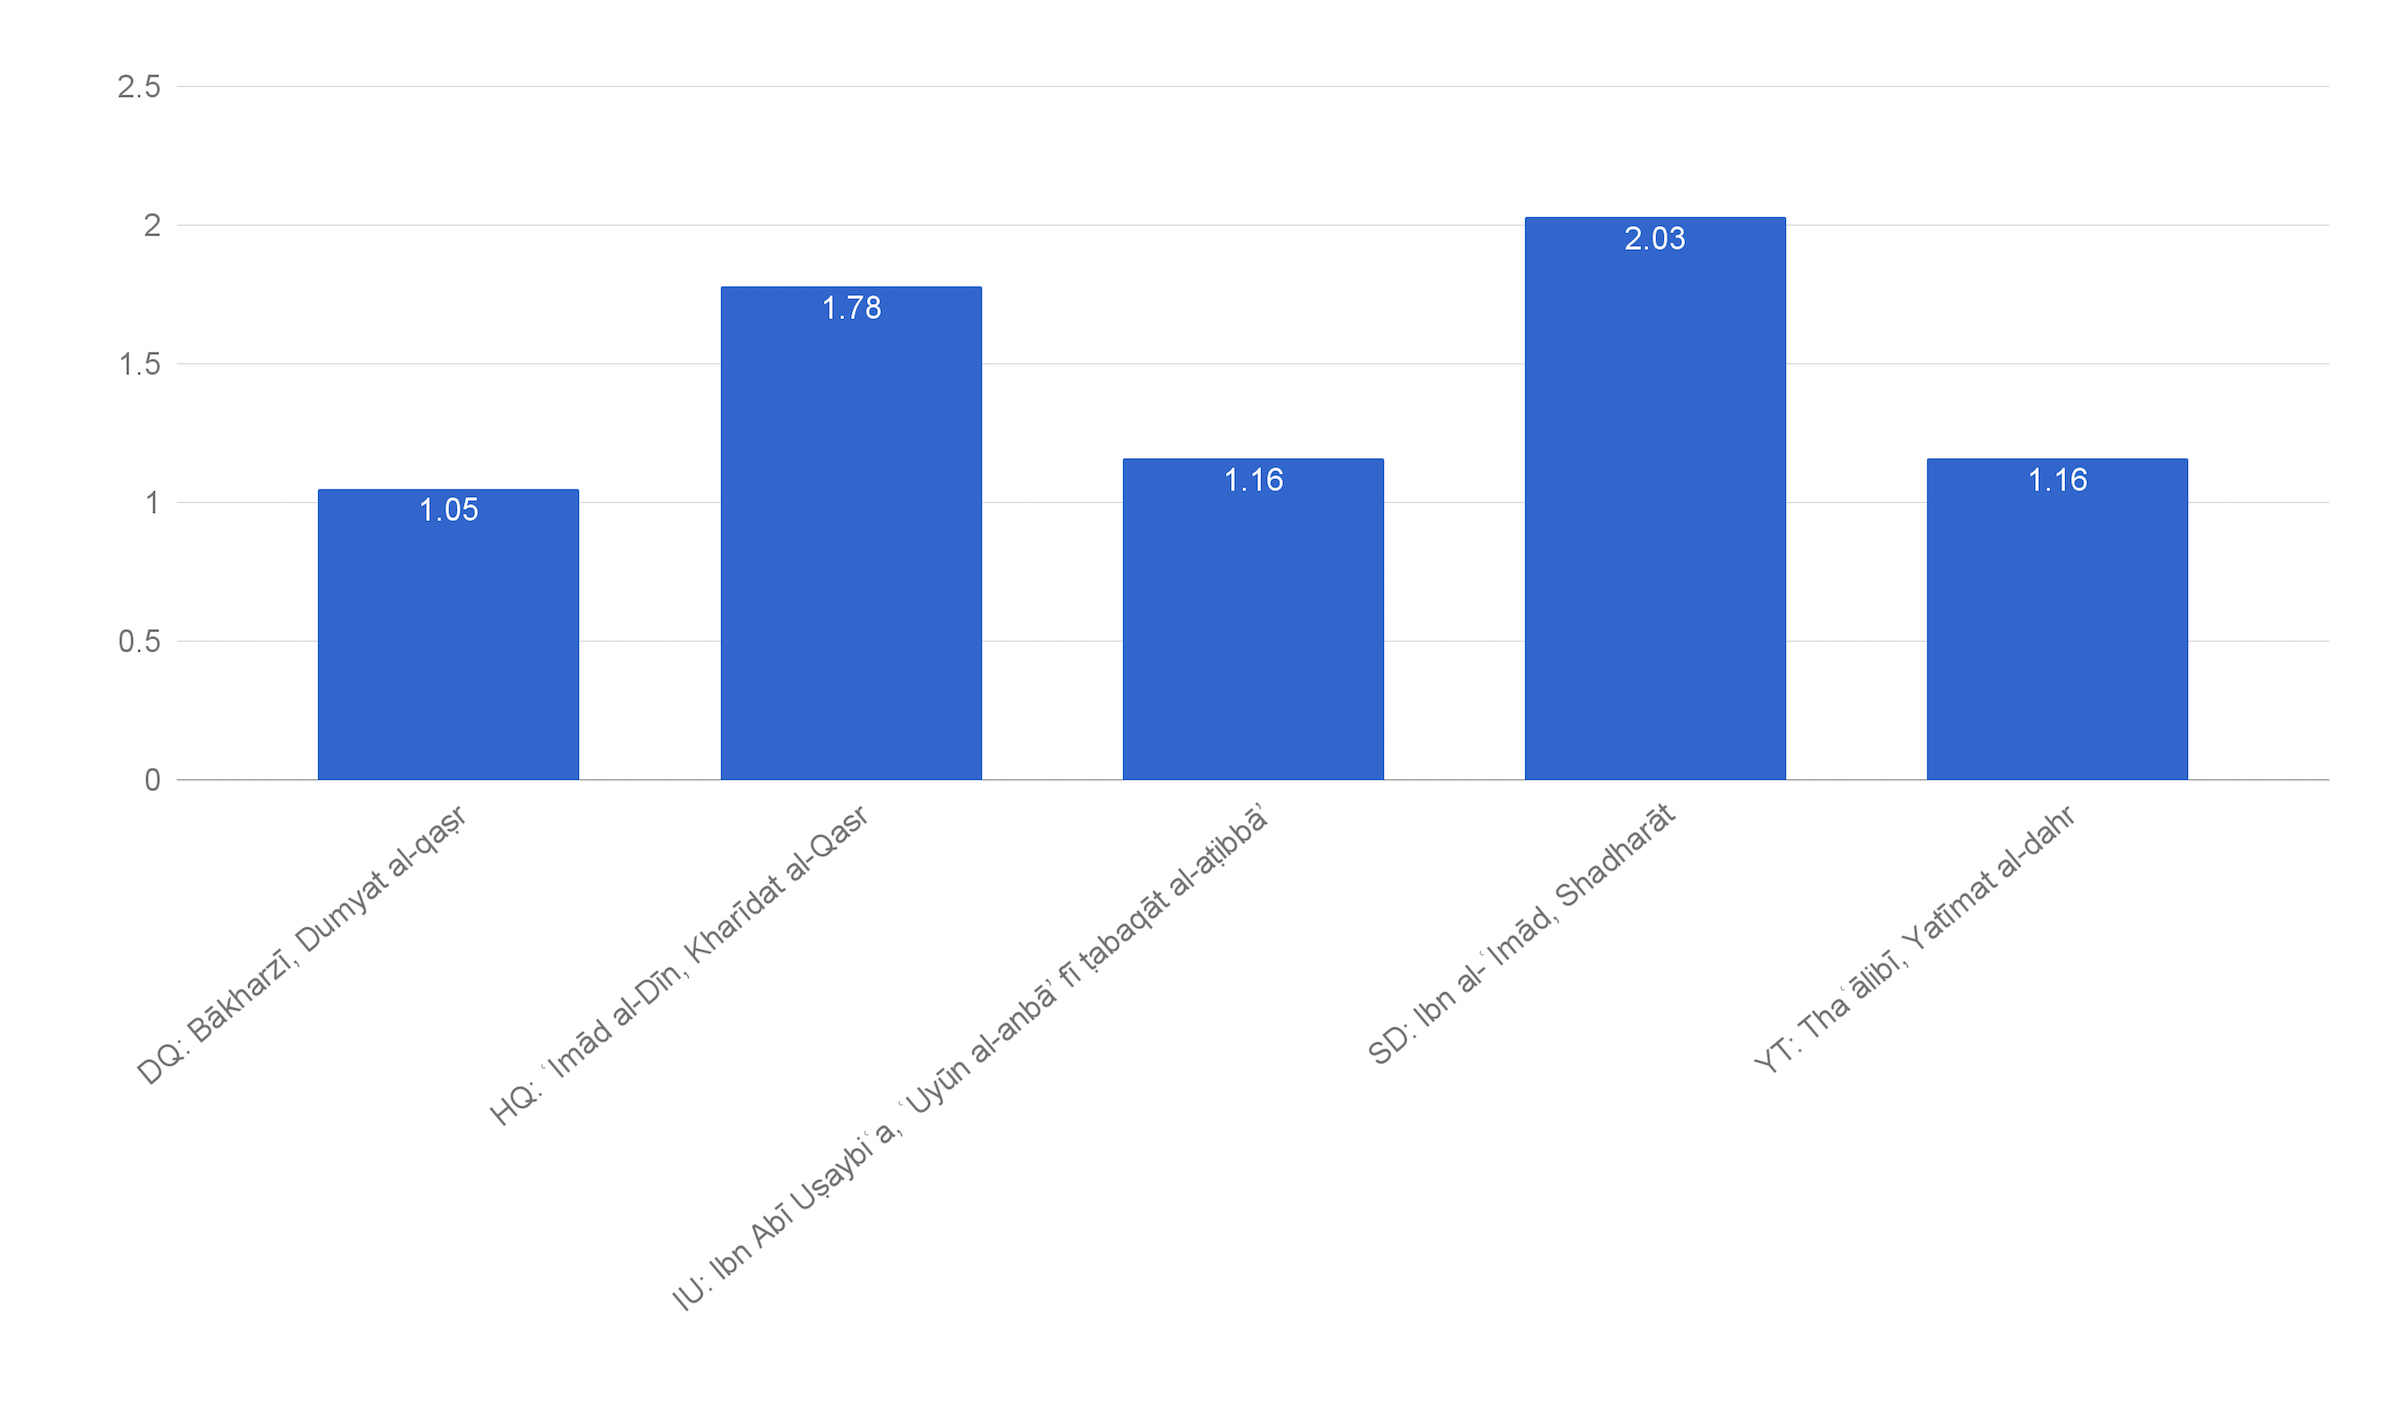 2.5
2
1.5
1
0.5
0
1.05
1.78
1.16
2.03
1.16
DQ: Bākharzī, Dumyat al-qaṣr
HQ: ʿImād al-Dīn, Kharīdat al-Qasr
IU: Ibn Abī Uṣaybiʿa, ʿUyūn al-anbā’ fī ṭabaqāt al-aṭibbā’
SD: Ibn al-ʿImād, Shadharāt
YT: Thaʿālibī, Yatīmat al-dahr